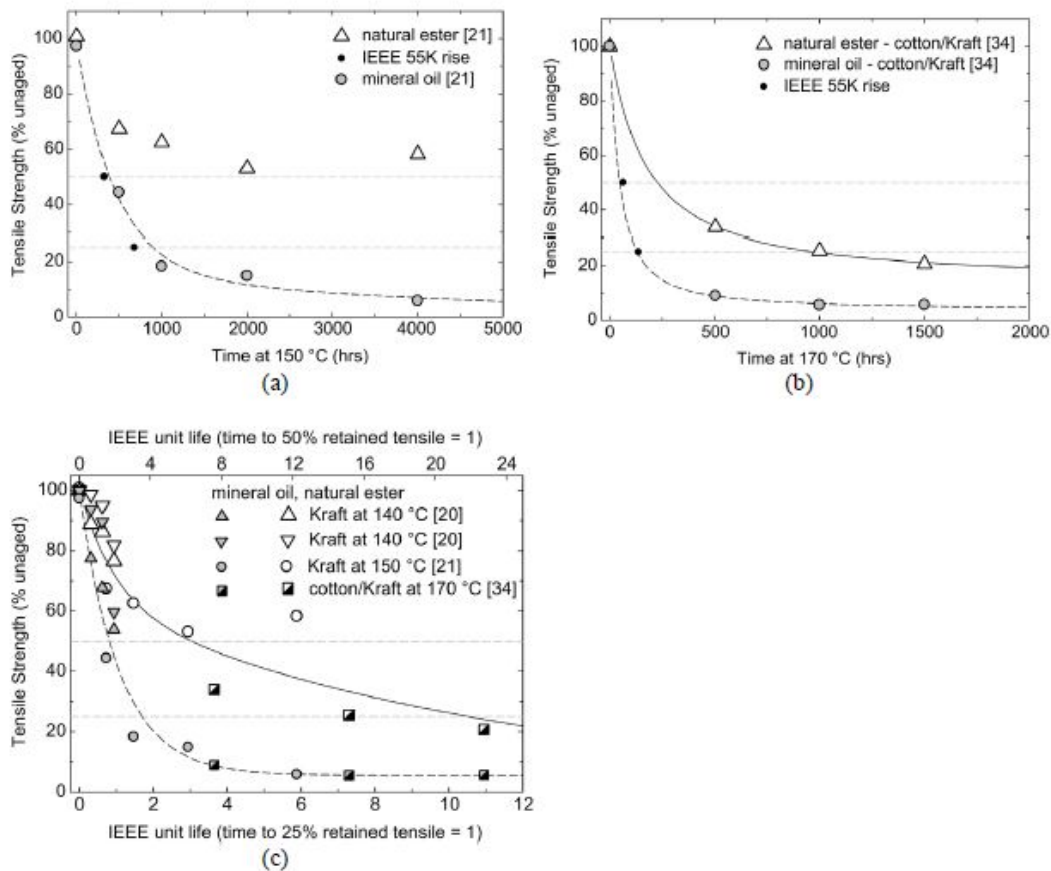 100
80
60
40
20
0
Tensile Strength (% unaged)
natural ester [21]
IEEE 55K rise
mineral oil [21]
0 1000 2000 3000 4000 5000
Time at 150 °C (hrs)
(a)
100
80
60
40
20
0
Tensile Strength (% unaged)
natural ester - cotton/Kraft [34]
mineral oil - cotton/Kraft [34]
IEEE 55K rise
0 500 1000 1500 2000
Time at 170 °C (hrs)
(b)
IEEE unit life (time to 50% retained tensile = 1)
0 4 8 12 16 20 24
100
80
60
40
20
0
Tensile Strength (% unaged)
mineral oil, natural ester
Kraft at 140 °C [20]
Kraft at 140 °C [20]
Kraft at 150 °C [21]
cotton/Kraft at 170 °C [34]
0 2 4 6 8 10 12
IEEE unit life (time to 25% retained tensile = 1)
(c)